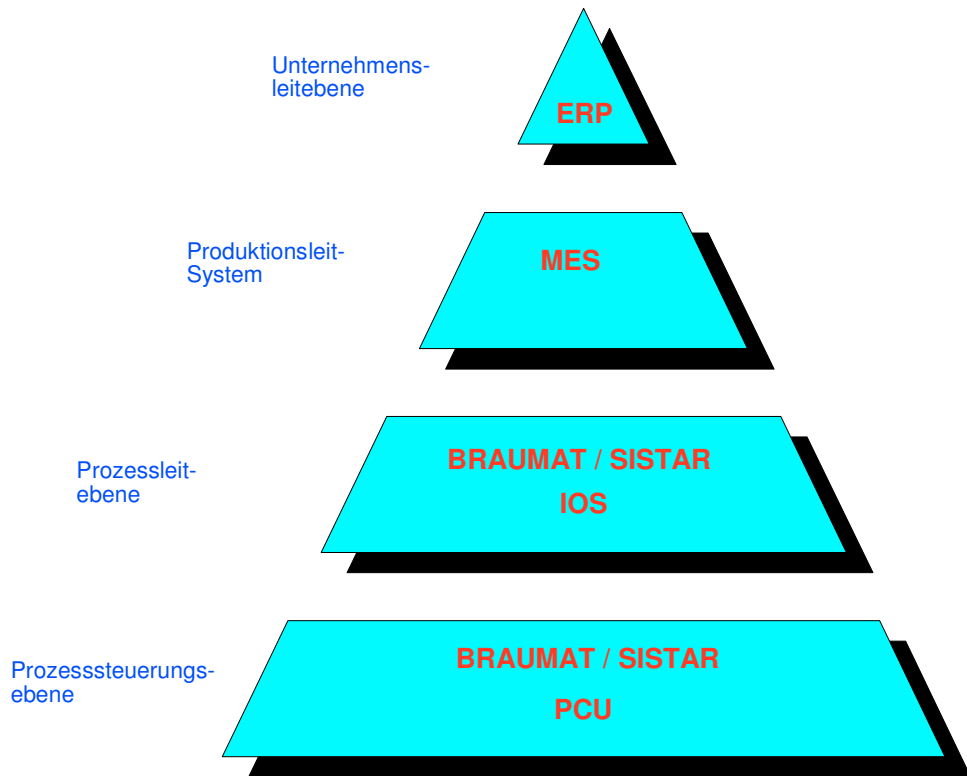 Unternehmens-
leitebene
ERP
Produktionsleit-
System
MES
Prozessleit-
ebene
BRAUMAT / SISTAR
IOS
Prozesssteuerungs-
ebene
BRAUMAT / SISTAR
PCU